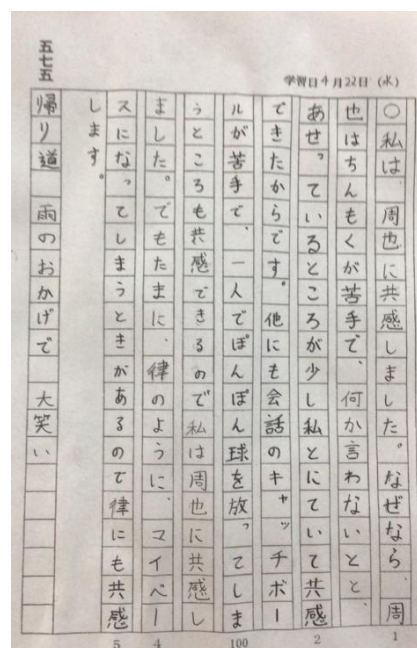 学習日4月22日(水)
○私は、周也に共感しました。なぜなら、周
也はちんもくが苦手で、何か言わないとと、
あせっているところが少し私とにていて共感
できたからです。他にも会話のキャッチボー
ルが苦手で、一人でぽんぽん球を放ってしま
うところも共感できるので私は周也に共感し
ました。でもたまに、律のように、マイペー
スになってしまうときがあるので律にも共感
します。
五七五
帰り道 雨のおかげで 大笑い
1
2
100
4
5